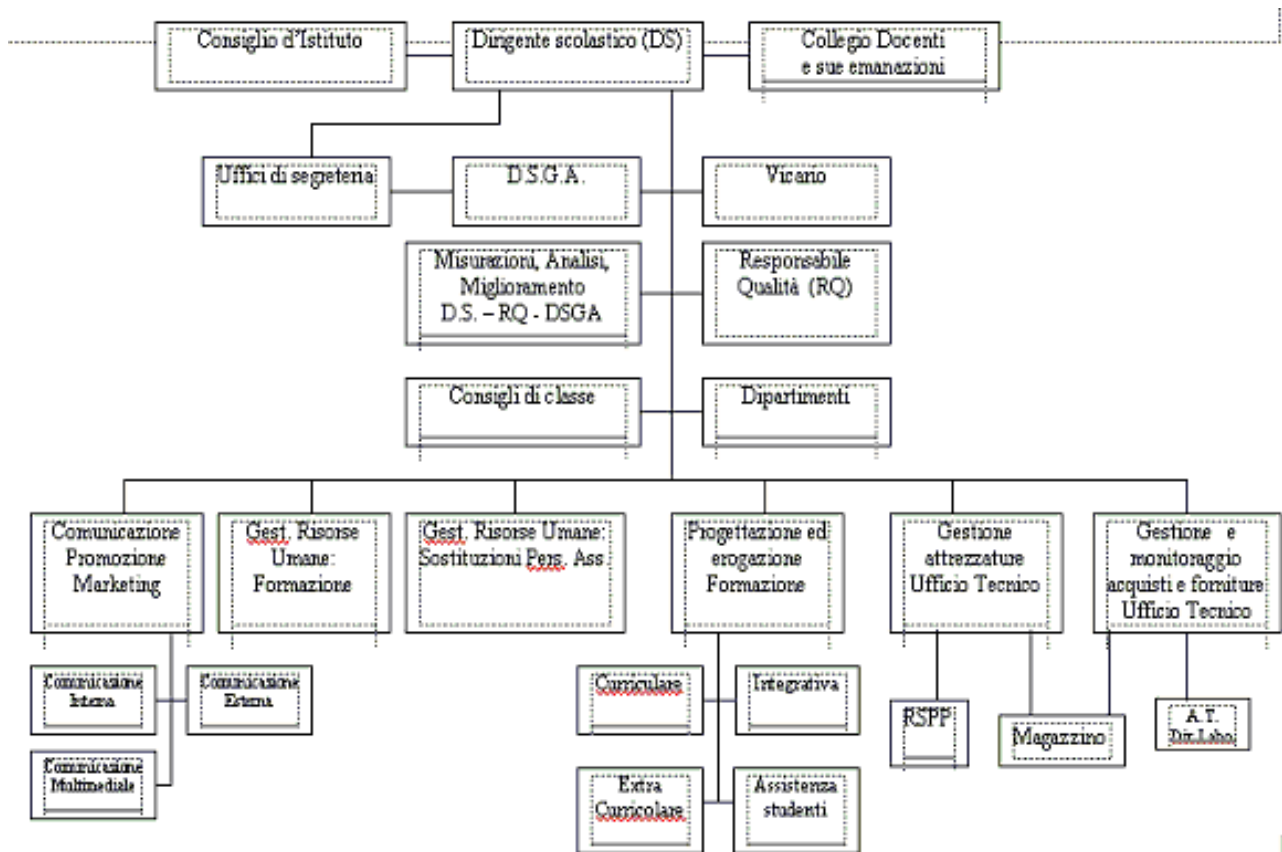 Consiglio d'Istituto
Dirigente scolastico (DS)
Collegio Docenti
e sue emanazioni
Uffici di segreteria
D.S.G.A.
Vicario
Misurazioni, Analisi,
Miglioramento
D.S. – RQ - DSGA
Responsabile
Qualità (RQ)
Consigli di classe
Dipartimenti
Comunicazione
Promozione
Marketing
Gest. Risorse
Umane:
Formazione
Gest. Risorse Umane:
Sostituzioni Pers. Ass.
Progettazione ed
erogazione
Formazione
Gestione
attrezzature
Ufficio Tecnico
Gestione e
monitoraggio
acquisti e forniture
Ufficio Tecnico
Comunicazione
Interna
Comunicazione
Esterna
Comunicazione
Multimediale
Curriculare
Integrativa
Extra
Curricolare
Assistenza
studenti
RSPP
Magazzino
A.T.
Dir.Labo.